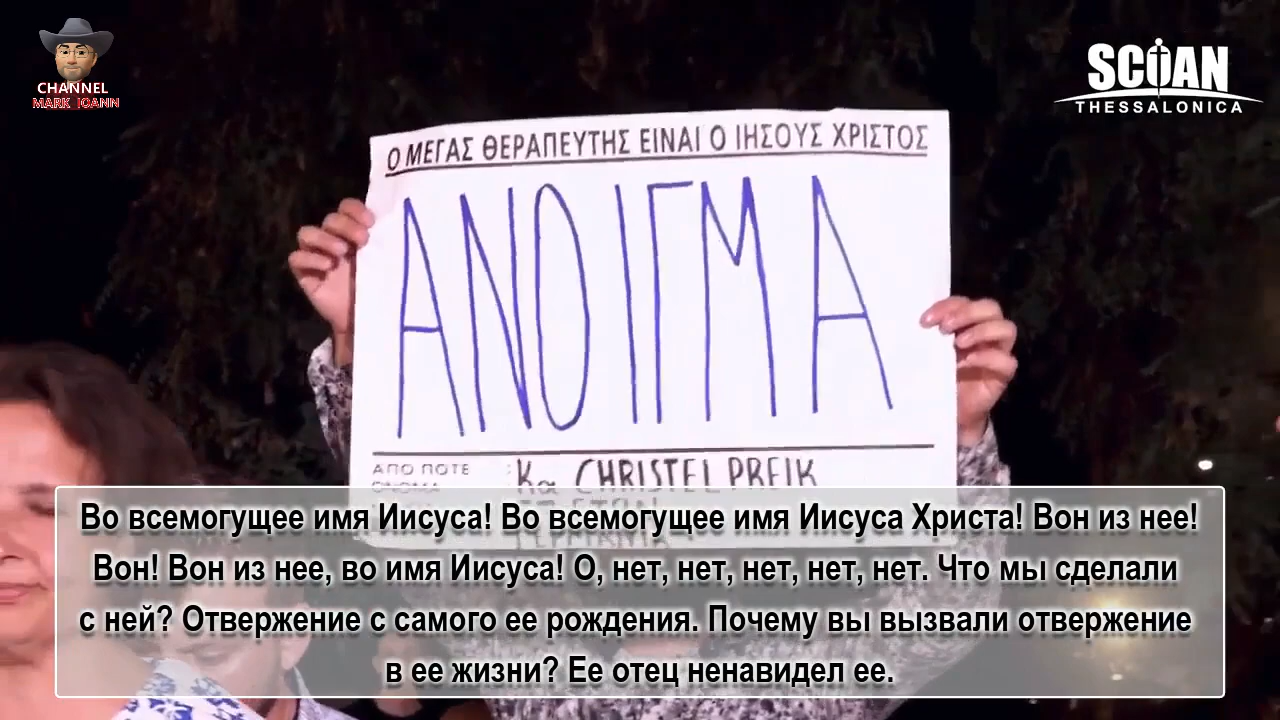 CHANNEL
MARK IOANN
SCOAN
THESSALONICA
Ο ΜΕΓΑΣ ΘΕΡΑΠΕΥΤΗΣ ΕΙΝΑΙ Ο ΙΗΣΟΥΣ ΧΡΙΣΤΟΣ
ΑΝΟΙΓΜΑ
ΑΠΟ ΠΟΤΕ : Κα CHRISTEL PREIK
ΟΝΟΜΑ
Во всемогущее имя Иисуса! Во всемогущее имя Иисуса Христа! Вон из нее!
Вон! Вон из нее, во имя Иисуса! О, нет, нет, нет, нет, нет. Что мы сделали
с ней? Отвержение с самого ее рождения. Почему вы вызвали отвержение
в ее жизни? Ее отец ненавидел ее.